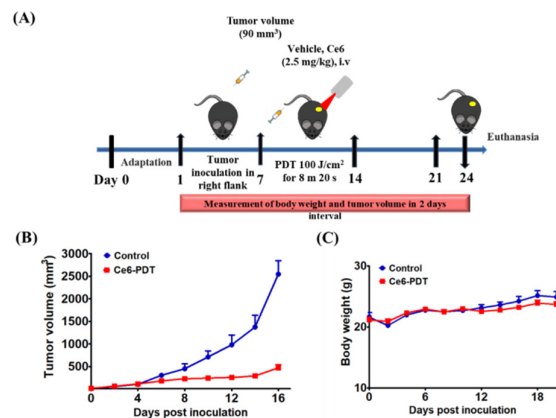 (A)
Tumor volume
(90 mm³)
Vehicle, Ce6
(2.5 mg/kg), i.v
Euthanasia
Adaptation
Tumor
inoculation in
right flank
PDT 100 J/cm²
for 8 m 20 s
Day 0
1
7
14
21
24
Measurement of body weight and tumor volume in 2 days
interval
(B)
Control
Ce6-PDT
Tumor volume (mm³)
3000
2500
2000
1500
1000
500
0 2 4 6 8 10 12 14 16
Days post inoculation
(C)
Control
Ce6-PDT
Body weight (g)
30
20
10
0
0 6 12 18
Days post inoculation